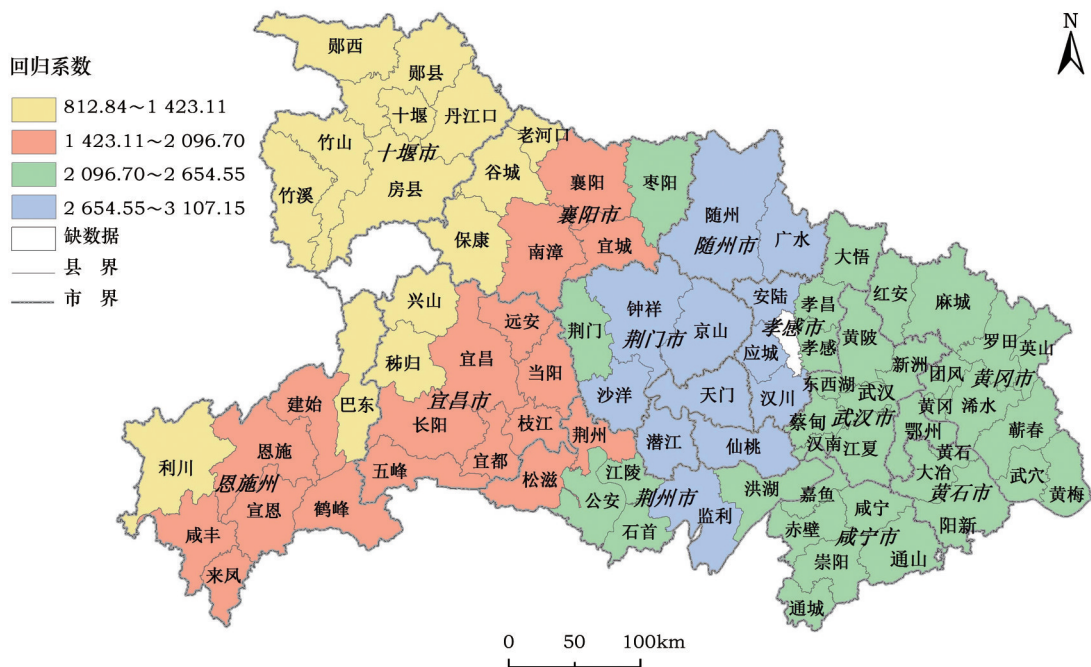 N
回归系数
812.84～1 423.11
1 423.11～2 096.70
2 096.70～2 654.55
2 654.55～3 107.15
缺数据
县 界
市 界
郧西
郧县
十堰
丹江口
竹山
十堰市
老河口
竹溪
房县
谷城
襄阳
枣阳
襄阳市
保康
南漳
宜城
随州
随州市
广水
大悟
兴山
远安
荆门
钟祥
荆门市
京山
安陆
孝感市
孝昌
红安
麻城
秭归
宜昌
当阳
应城
孝感
黄陂
罗田
英山
新洲
团风
黄冈市
建始
巴东
宜昌市
沙洋
天门
汉川
东西湖
武汉
武汉市
黄冈
浠水
长阳
枝江
荆州
潜江
仙桃
蔡甸
汉南
江夏
鄂州
黄石
蕲春
利川
恩施
恩施州
五峰
宜都
松滋
江陵
公安
荆州市
洪湖
嘉鱼
大冶
黄石市
武穴
黄梅
宣恩
鹤峰
石首
监利
咸宁
咸宁市
赤壁
阳新
咸丰
来凤
崇阳
通山
通城
0 50 100km